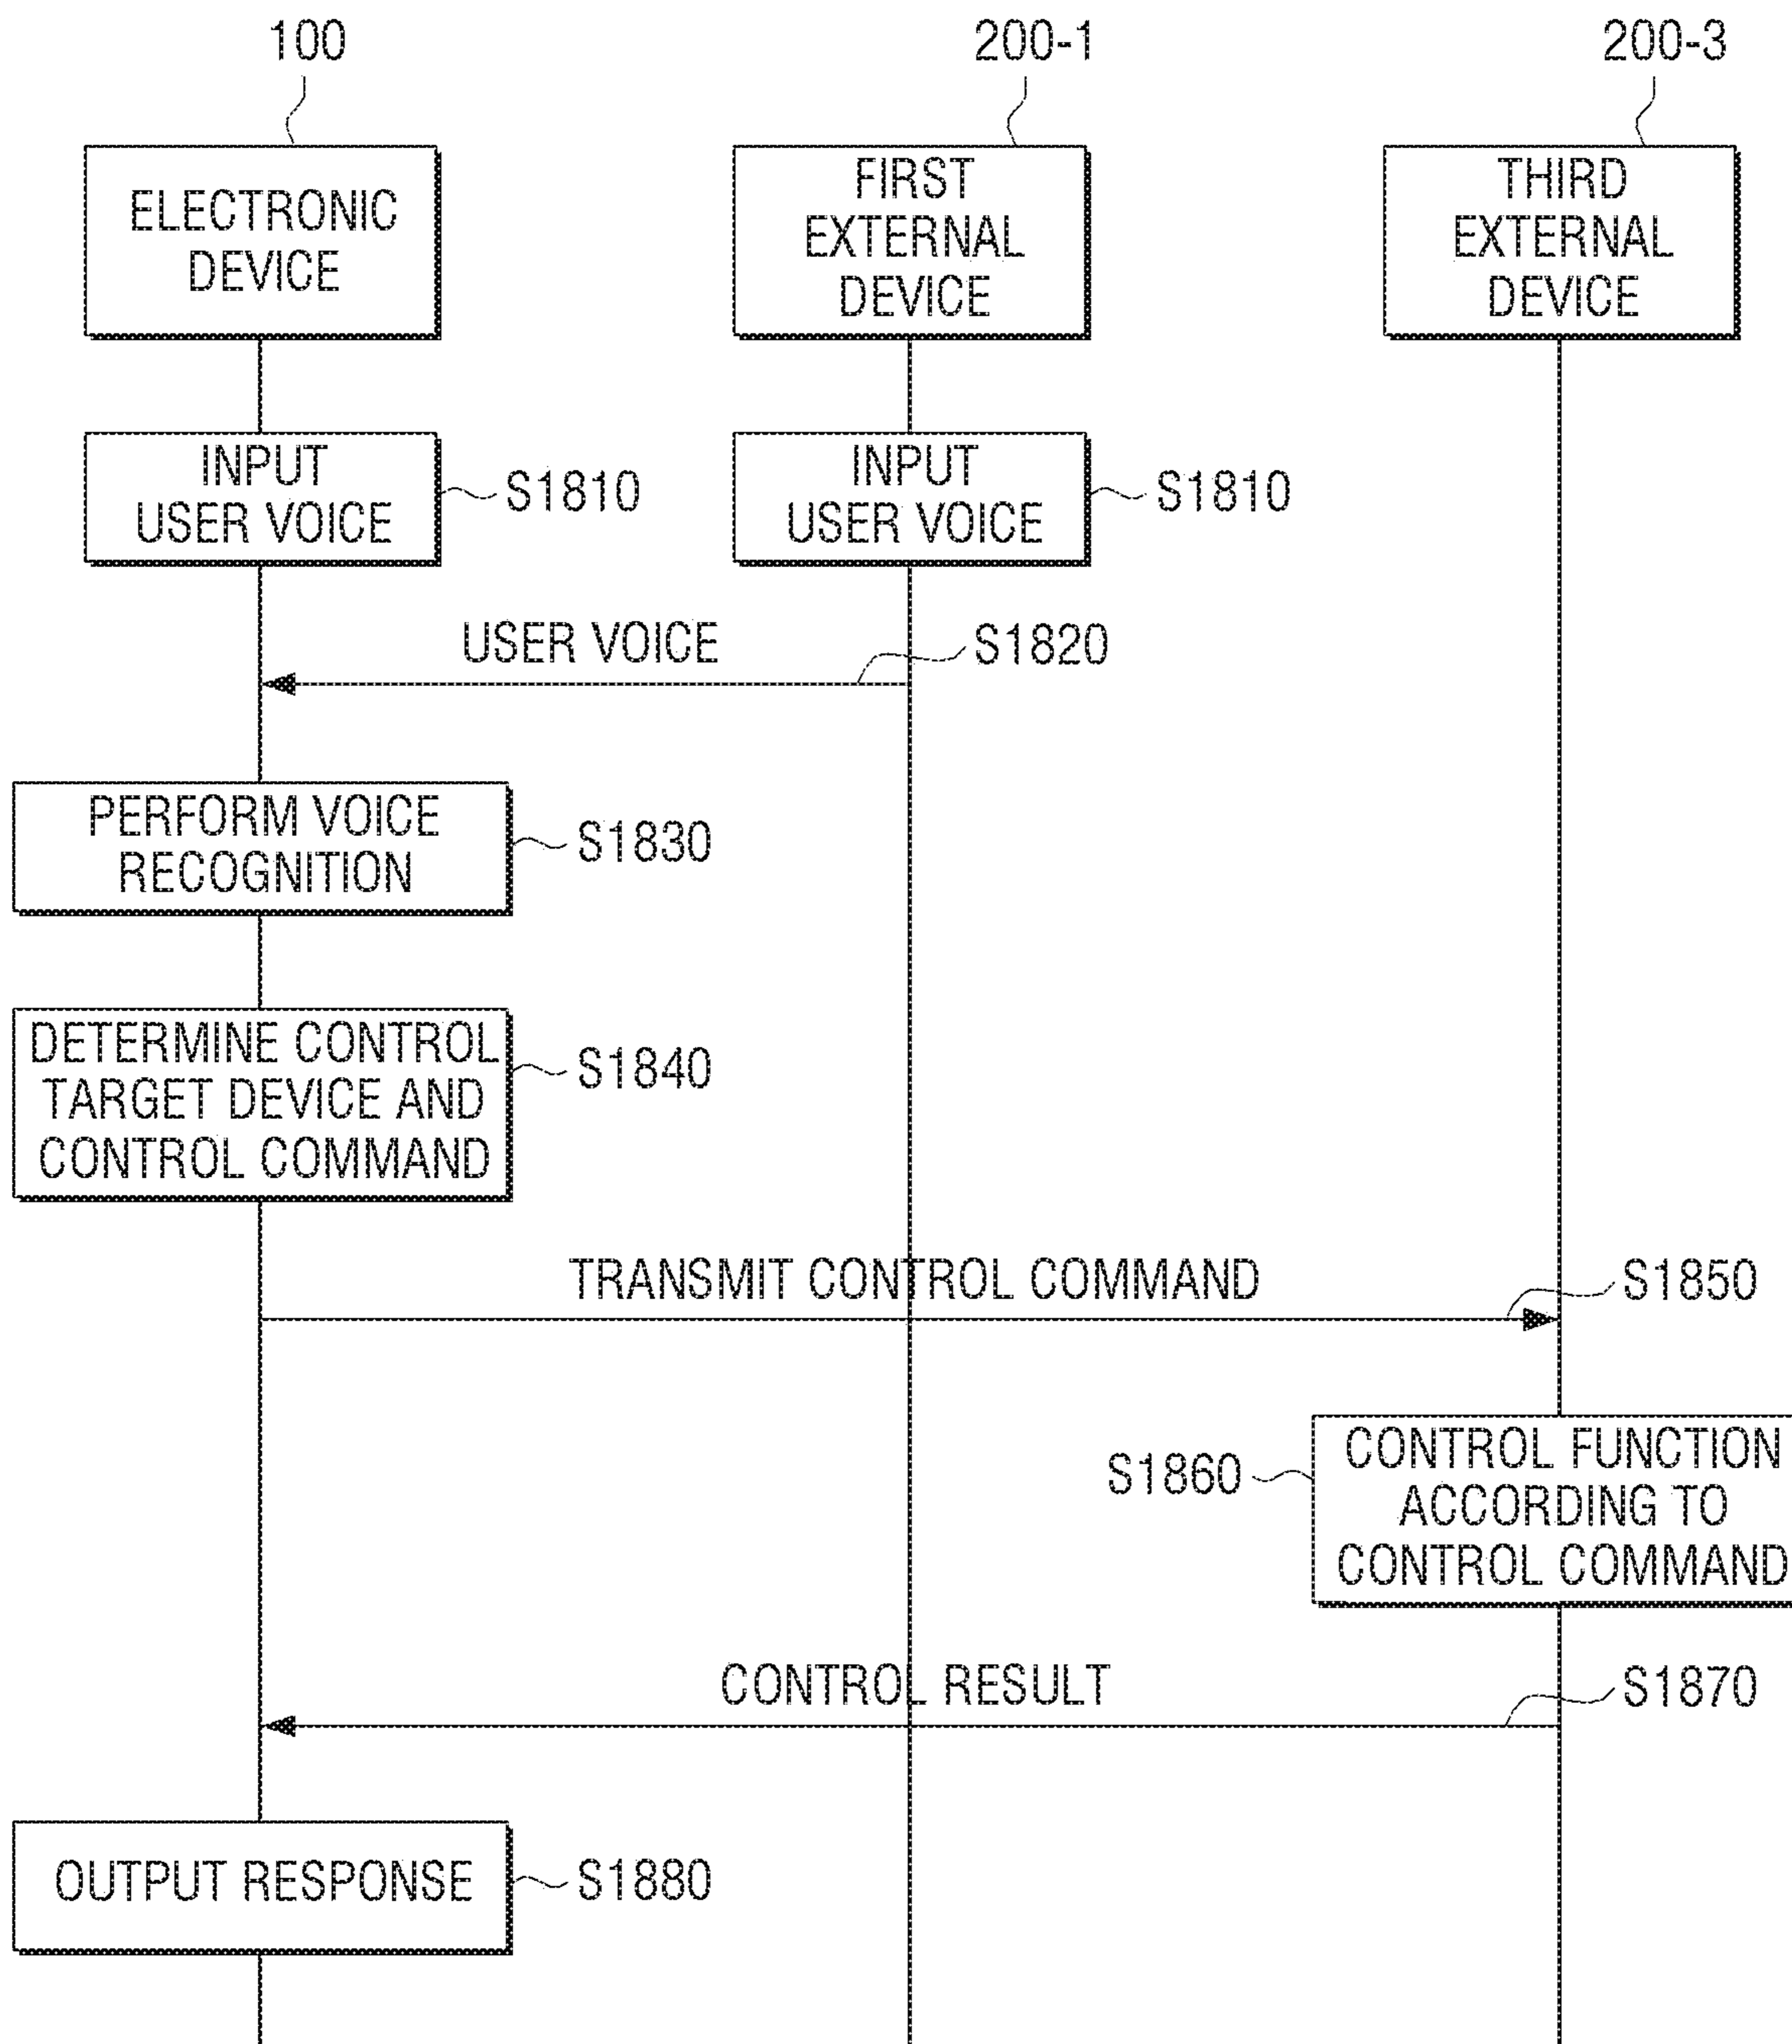 100
200-1
200-3
ELECTRONIC
DEVICE
FIRST
EXTERNAL
DEVICE
THIRD
EXTERNAL
DEVICE
INPUT
USER VOICE
S1810
INPUT
USER VOICE
S1810
USER VOICE
S1820
PERFORM VOICE
RECOGNITION
S1830
DETERMINE CONTROL
TARGET DEVICE AND
CONTROL COMMAND
S1840
TRANSMIT CONTROL COMMAND
S1850
S1860
CONTROL FUNCTION
ACCORDING TO
CONTROL COMMAND
CONTROL RESULT
S1870
OUTPUT RESPONSE
S1880